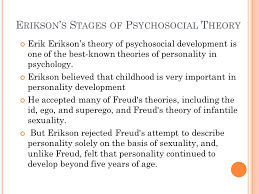 ERIKSON'S STAGES OF PSYCHOSOCIAL THEORY
Erik Erikson's theory of psychosocial development is
one of the best-known theories of personality in
psychology.
Erikson believed that childhood is very important in
personality development
He accepted many of Freud's theories, including the
id, ego, and superego, and Freud's theory of infantile
sexuality.
But Erikson rejected Freud's attempt to describe
personality solely on the basis of sexuality, and,
unlike Freud, felt that personality continued to
develop beyond five years of age.